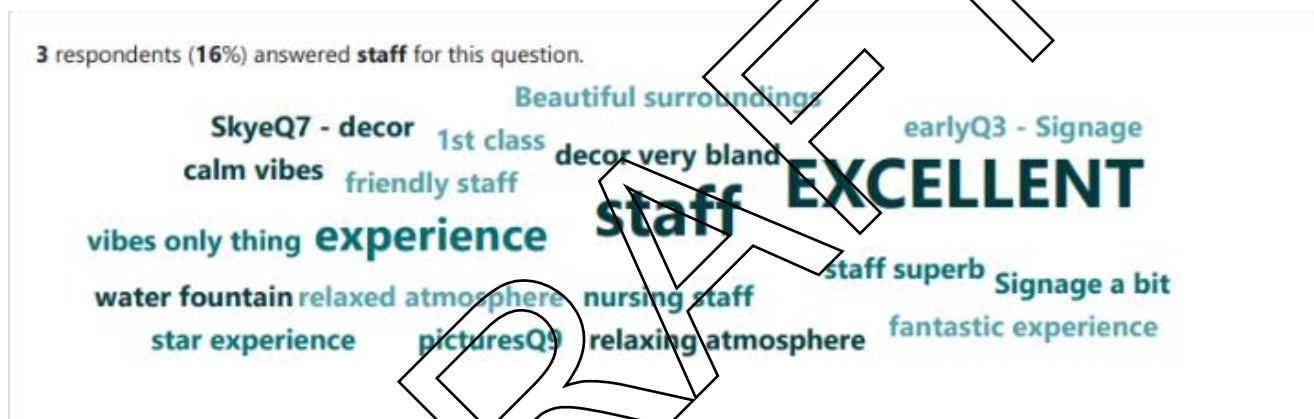 3 respondents (16%) answered staff for this question.
Beautiful surroundings
SkyeQ7 - decor
1st class
earlyQ3 - Signage
decor very bland
calm vibes
friendly staff
EXCELLENT
staff
vibes only thing
experience
staff superb
Signage a bit
water fountain
relaxed atmosphere
nursing staff
star experience
picturesQ9
relaxing atmosphere
fantastic experience
RAFT